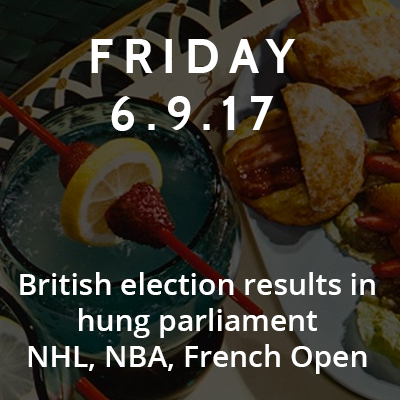 FRIDAY
6.9.17
British election results in
hung parliament
NHL, NBA, French Open